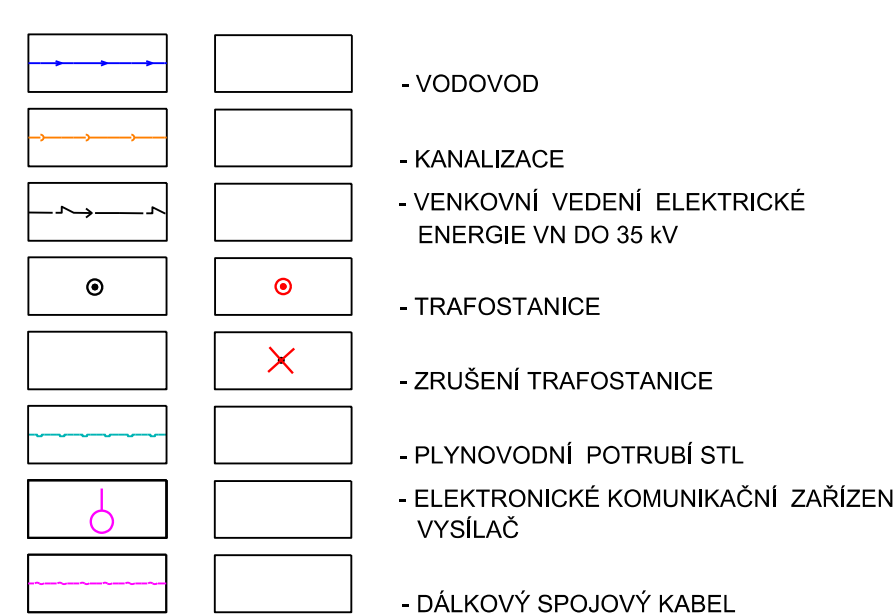 - VODOVOD
- KANALIZACE
- VENKOVNÍ VEDENÍ ELEKTRICKÉ
ENERGIE VN DO 35 kV
- TRAFOSTANICE
- ZRUŠENÍ TRAFOSTANICE
- PLYNOVODNÍ POTRUBÍ STL
- ELEKTRONICKÉ KOMUNIKAČNÍ ZAŘÍZEN
VYSÍLAČ
- DÁLKOVÝ SPOJOVÝ KABEL